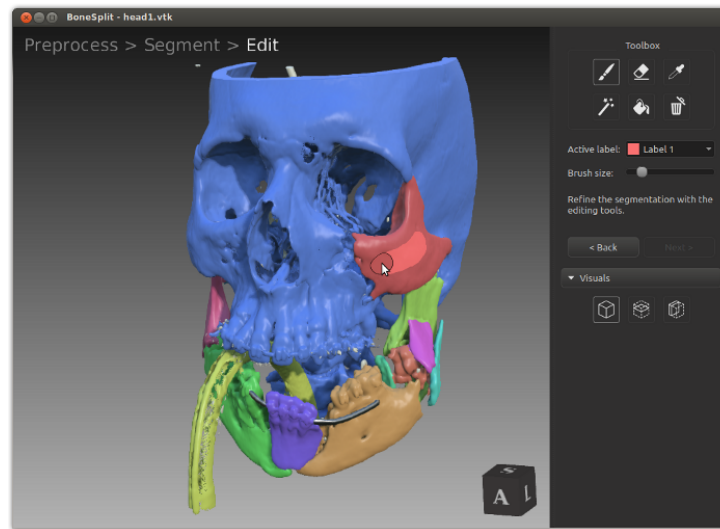 BoneSplit - head1.vtk
Preprocess > Segment > Edit
Toolbox
Active label: Label 1
Brush size:
Refine the segmentation with the
editing tools.
< Back Next >
Visuals
S
A L